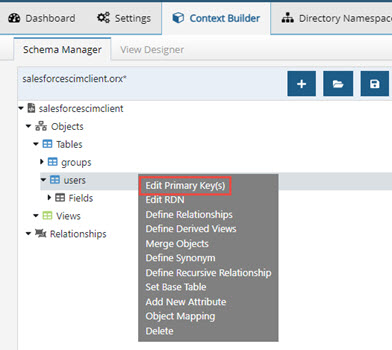 Dashboard Settings Context Builder Directory Namespace
Schema Manager View Designer
salesforcescimclient.orx*
salesforcescimclient
Objects
Tables
groups
users
Edit Primary Key(s)
Edit RDN
Fields
Define Relationships
Views
Define Derived Views
Relationships
Merge Objects
Define Synonym
Define Recursive Relationship
Set Base Table
Add New Attribute
Object Mapping
Delete